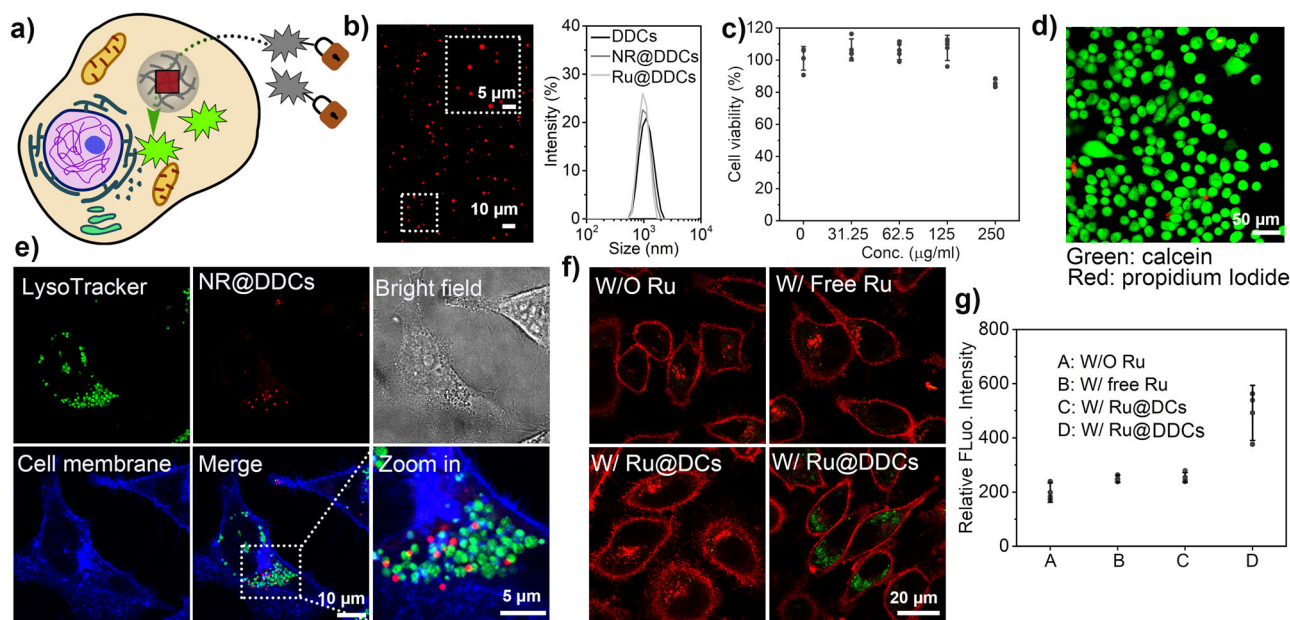 a)
b)
5 µm
10 µm
Intensity (%)
40
30
20
10
0
DDCs
NR@DDCs
Ru@DDCs
10² 10³ 10⁴
Size (nm)
c)
Cell viability (%)
120
100
80
60
40
20
0
0 31.25 62.5 125 250
Conc. (µg/ml)
d)
50 µm
Green: calcein
Red: propidium Iodide
e)
LysoTracker
NR@DDCs
Bright field
Cell membrane
Merge
Zoom in
10 µm
5 µm
f)
W/O Ru
W/ Free Ru
W/ Ru@DCs
W/ Ru@DDCs
20 µm
g)
Relative FLuo. Intensity
800
600
400
200
0
A: W/O Ru
B: W/ free Ru
C: W/ Ru@DCs
D: W/ Ru@DDCs
A B C D